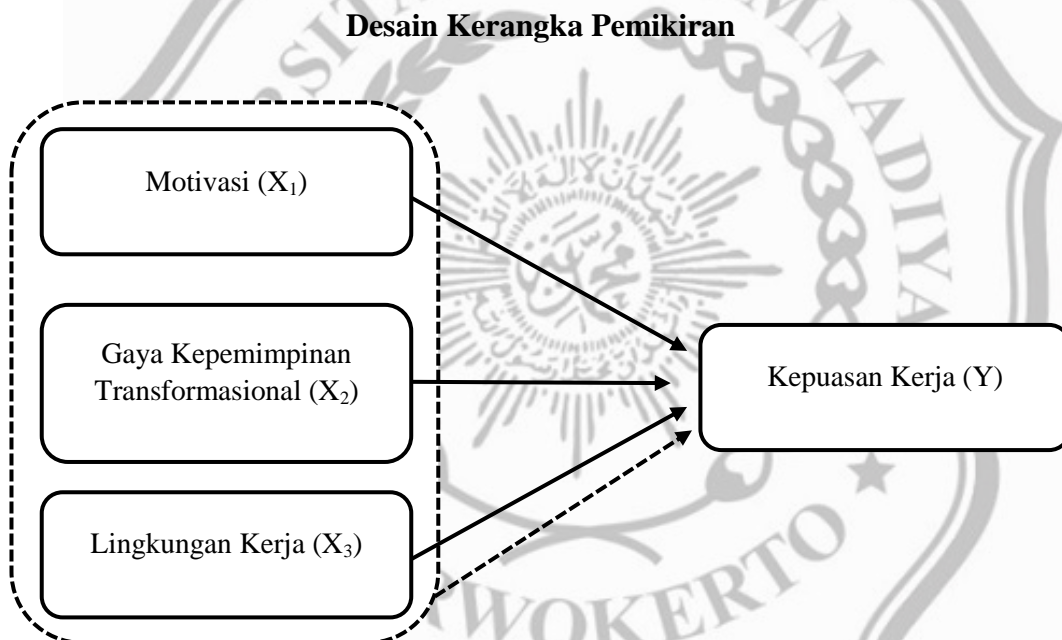 Desain Kerangka Pemikiran
Motivasi (X₁)
Gaya Kepemimpinan
Transformasional (X₂)
Kepuasan Kerja (Y)
Lingkungan Kerja (X₃)